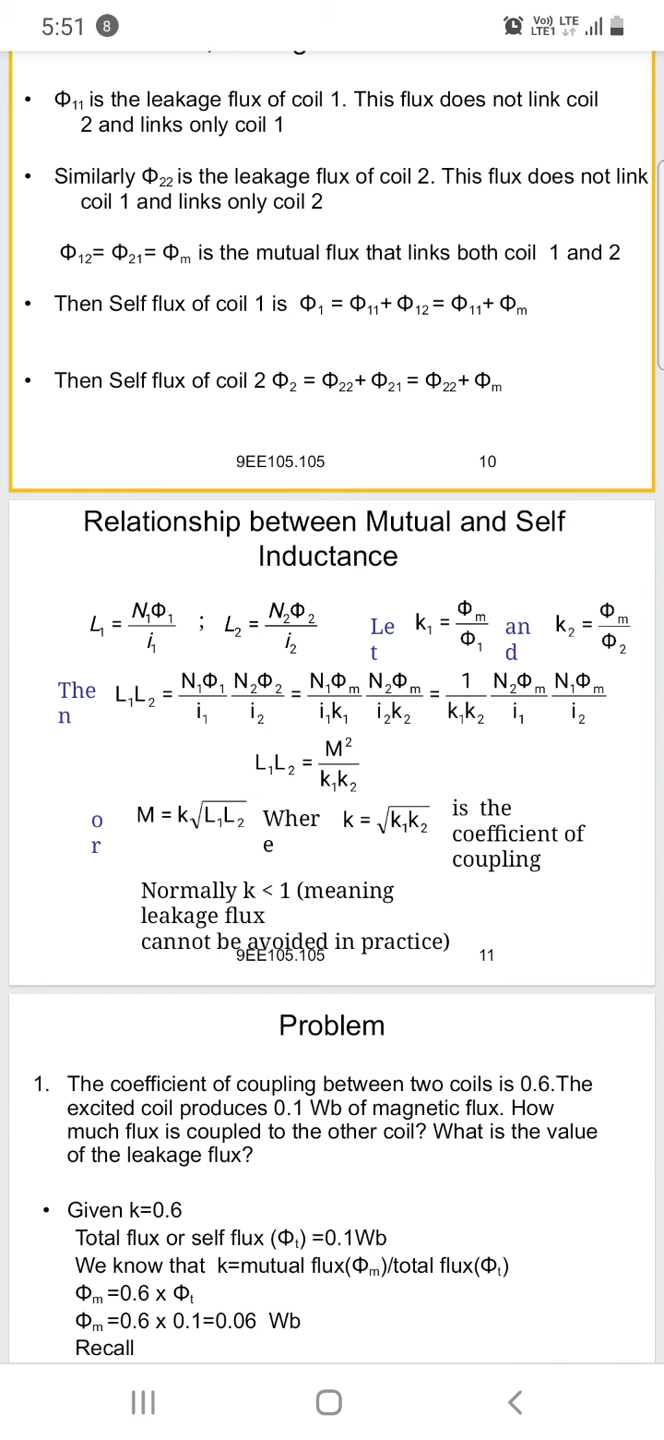 5:51 8 Vo)) LTE LTE1
• Φ₁₁ is the leakage flux of coil 1. This flux does not link coil
2 and links only coil 1
• Similarly Φ₂₂ is the leakage flux of coil 2. This flux does not link
coil 1 and links only coil 2
Φ₁₂= Φ₂₁= Φₘ is the mutual flux that links both coil 1 and 2
• Then Self flux of coil 1 is Φ₁ = Φ₁₁+ Φ₁₂ = Φ₁₁+ Φₘ
• Then Self flux of coil 2 Φ₂ = Φ₂₂+ Φ₂₁ = Φ₂₂+ Φₘ
9EE105.105 10
Relationship between Mutual and Self
Inductance
L₁ = N₁Φ₁/i₁ ; L₂ = N₂Φ₂/i₂ Le t k₁ = Φₘ/Φ₁ an d k₂ = Φₘ/Φ₂
The n L₁L₂ = N₁Φ₁/i₁ N₂Φ₂/i₂ = N₁Φₘ/i₁k₁ N₂Φₘ/i₂k₂ = 1/k₁k₂ N₂Φₘ/i₁ N₁Φₘ/i₂
L₁L₂ = M²/k₁k₂
o r M = k√L₁L₂ Wher e k = √k₁k₂ is the
coefficient of
coupling
Normally k < 1 (meaning
leakage flux
cannot be avoided in practice)
9EE105.105 11
Problem
1. The coefficient of coupling between two coils is 0.6.The
excited coil produces 0.1 Wb of magnetic flux. How
much flux is coupled to the other coil? What is the value
of the leakage flux?
• Given k=0.6
Total flux or self flux (Φₜ) =0.1Wb
We know that k=mutual flux(Φₘ)/total flux(Φₜ)
Φₘ =0.6 x Φₜ
Φₘ =0.6 x 0.1=0.06 Wb
Recall